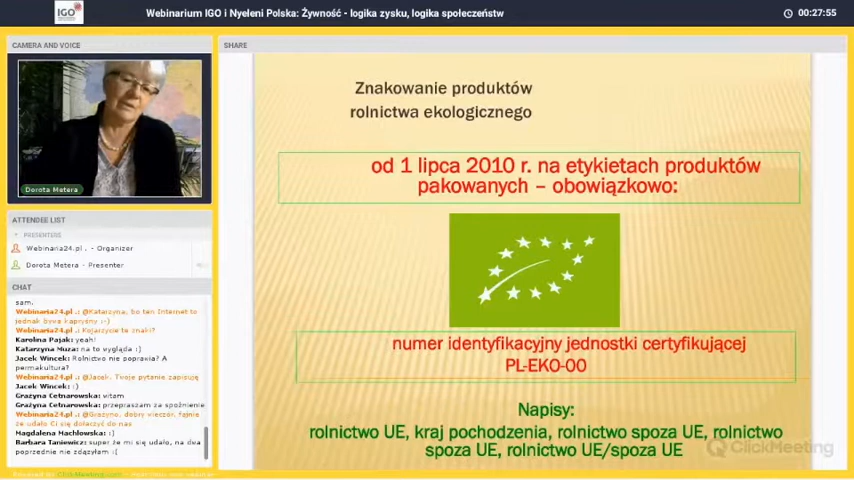 IGO
Webinarium IGO i Nyeleni Polska: Żywność - logika zysku, logika społeczeństw
00:27:55
CAMERA AND VOICE
Dorota Metera
ATTENDEE LIST
PRESENTERS
Webinaria24.pl . - Organizer
Dorota Metera - Presenter
CHAT
sam.
Webinaria24.pl .: @Katarzyna, bo ten Internet to
jednak bywa kapryśny :-)
Webinaria24.pl .: Kojarzycie te znaki?
Karolina Pająk: yeah!
Katarzyna Muza: na to wygląda :)
Jacek Wincek: Rolnictwo nie poprawia? A
permakultura?
Webinaria24.pl .: @Jacek, Twoje pytanie zapisuję
Jacek Wincek: :)
Grażyna Cetnarowska: witam
Grażyna Cetnarowska: przepraszam za spoźnienie
Webinaria24.pl .: @Grażyno, dobry wieczór, fajnie
że udało Ci się dołączyć do nas
Magdalena Machłowska: :)
Barbara Taniewicz: super że mi się udało, na dwa
poprzednie nie zdążyłam :(
SHARE
Znakowanie produktów
rolnictwa ekologicznego
od 1 lipca 2010 r. na etykietach produktów
pakowanych – obowiązkowo:
numer identyfikacyjny jednostki certyfikującej
PL-EKO-00
Napisy:
rolnictwo UE, kraj pochodzenia, rolnictwo spoza UE, rolnictwo
spoza UE, rolnictwo UE/spoza UE
ClickMeeting